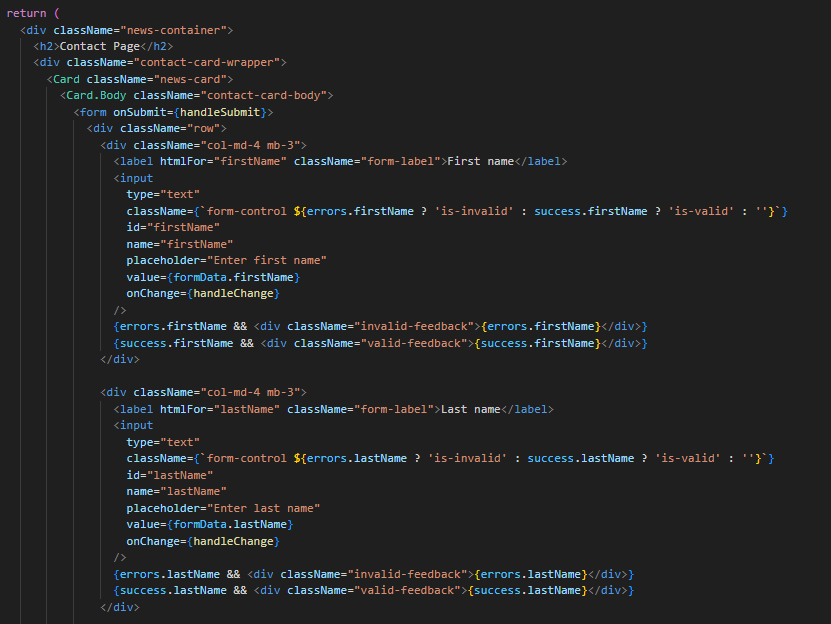 return (
<div className="news-container">
<h2>Contact Page</h2>
<div className="contact-card-wrapper">
<Card className="news-card">
<Card.Body className="contact-card-body">
<form onSubmit={handleSubmit}>
<div className="row">
<div className="col-md-4 mb-3">
<label htmlFor="firstName" className="form-label">First name</label>
<input
type="text"
className={`form-control ${errors.firstName ? 'is-invalid' : success.firstName ? 'is-valid' : ''}`}
id="firstName"
name="firstName"
placeholder="Enter first name"
value={formData.firstName}
onChange={handleChange}
/>
{errors.firstName && <div className="invalid-feedback">{errors.firstName}</div>}
{success.firstName && <div className="valid-feedback">{success.firstName}</div>}
</div>
<div className="col-md-4 mb-3">
<label htmlFor="lastName" className="form-label">Last name</label>
<input
type="text"
className={`form-control ${errors.lastName ? 'is-invalid' : success.lastName ? 'is-valid' : ''}`}
id="lastName"
name="lastName"
placeholder="Enter last name"
value={formData.lastName}
onChange={handleChange}
/>
{errors.lastName && <div className="invalid-feedback">{errors.lastName}</div>}
{success.lastName && <div className="valid-feedback">{success.lastName}</div>}
</div>